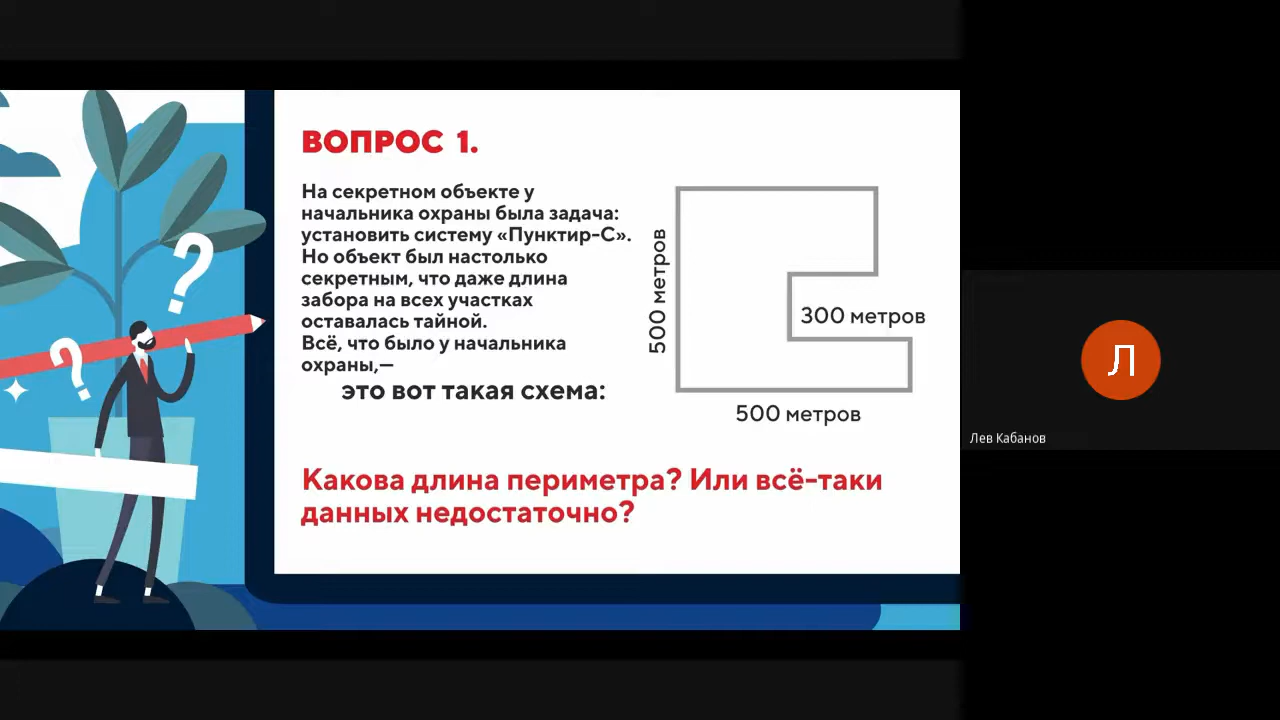 ВОПРОС 1.
На секретном объекте у
начальника охраны была задача:
установить систему «Пунктир-С».
Но объект был настолько
секретным, что даже длина
забора на всех участках
оставалась тайной.
Всё, что было у начальника
охраны,—
это вот такая схема:
500 метров
300 метров
500 метров
Какова длина периметра? Или всё-таки
данных недостаточно?
Л
Лев Кабанов